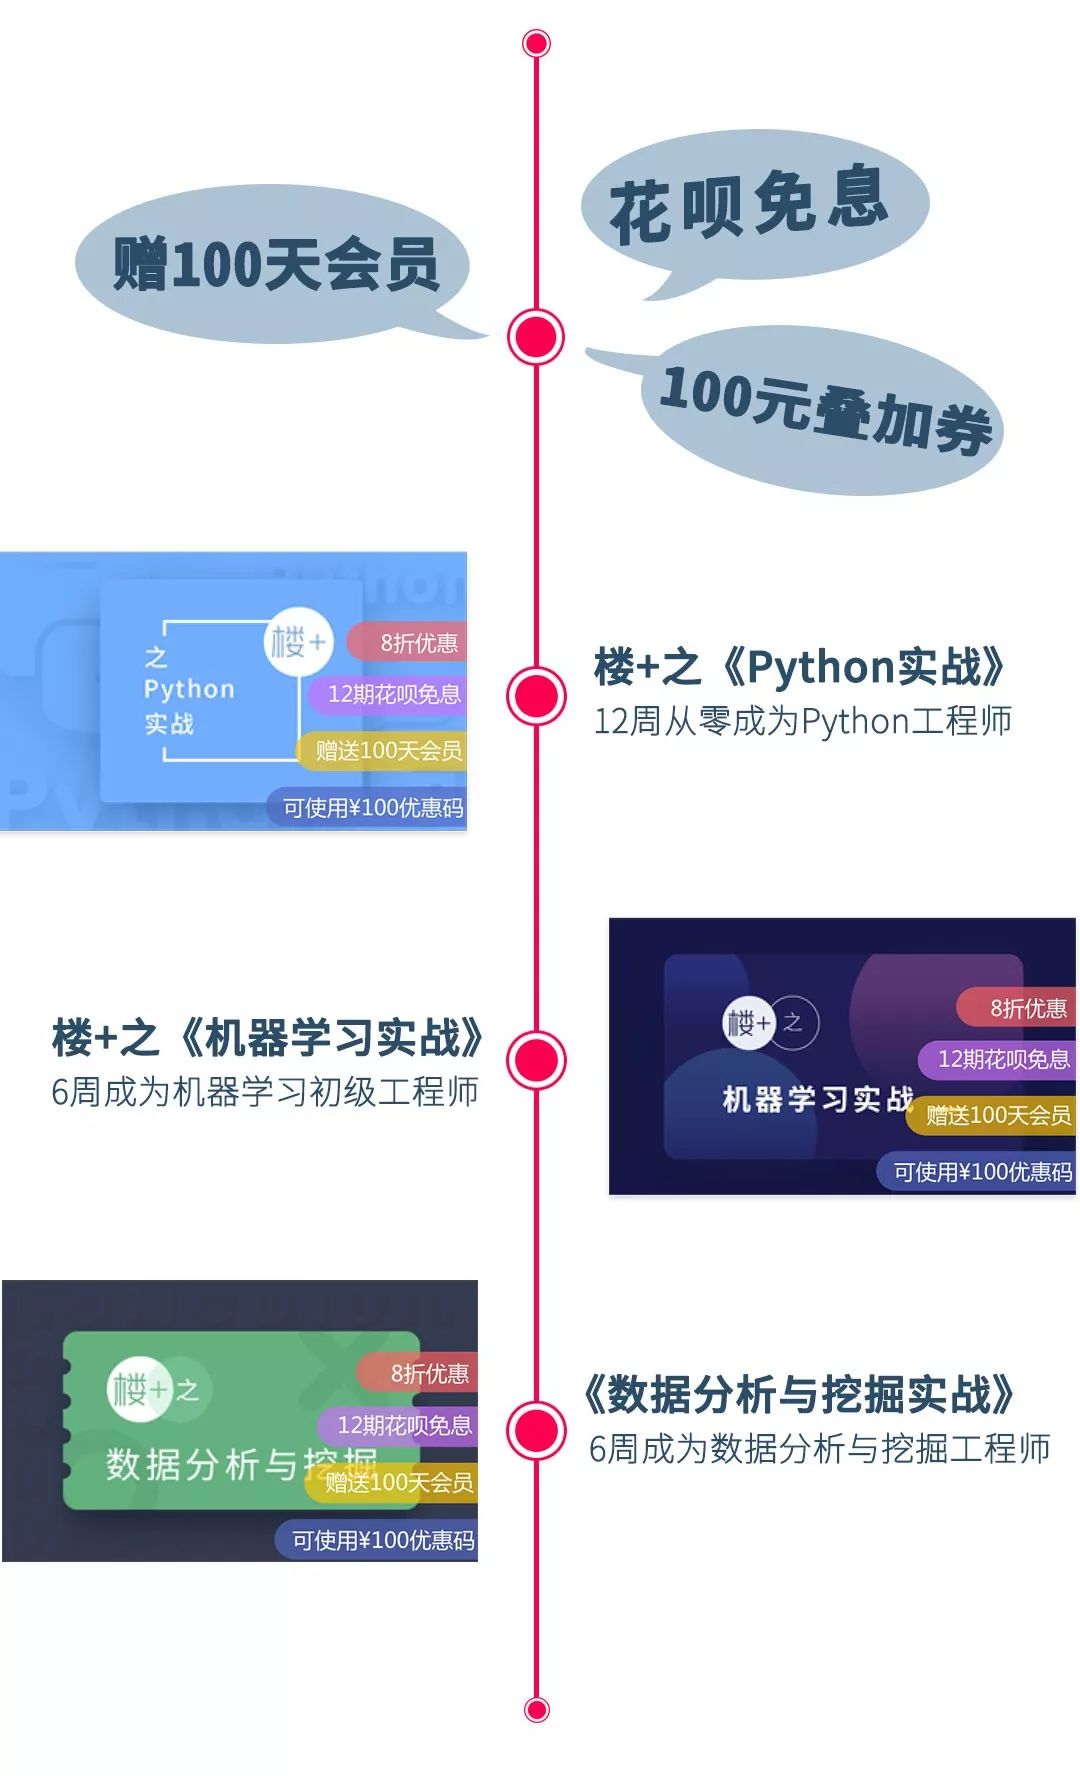 花呗免息
赠100天会员
100元叠加券
楼+
之
Python
实战
8折优惠
12期花呗免息
赠送100天会员
可使用¥100优惠码
楼+之《Python实战》
12周从零成为Python工程师
楼+之《机器学习实战》
6周成为机器学习初级工程师
楼+之
机器学习实战
8折优惠
12期花呗免息
赠送100天会员
可使用¥100优惠码
楼+之
数据分析与挖掘
8折优惠
12期花呗免息
赠送100天会员
可使用¥100优惠码
《数据分析与挖掘实战》
6周成为数据分析与挖掘工程师